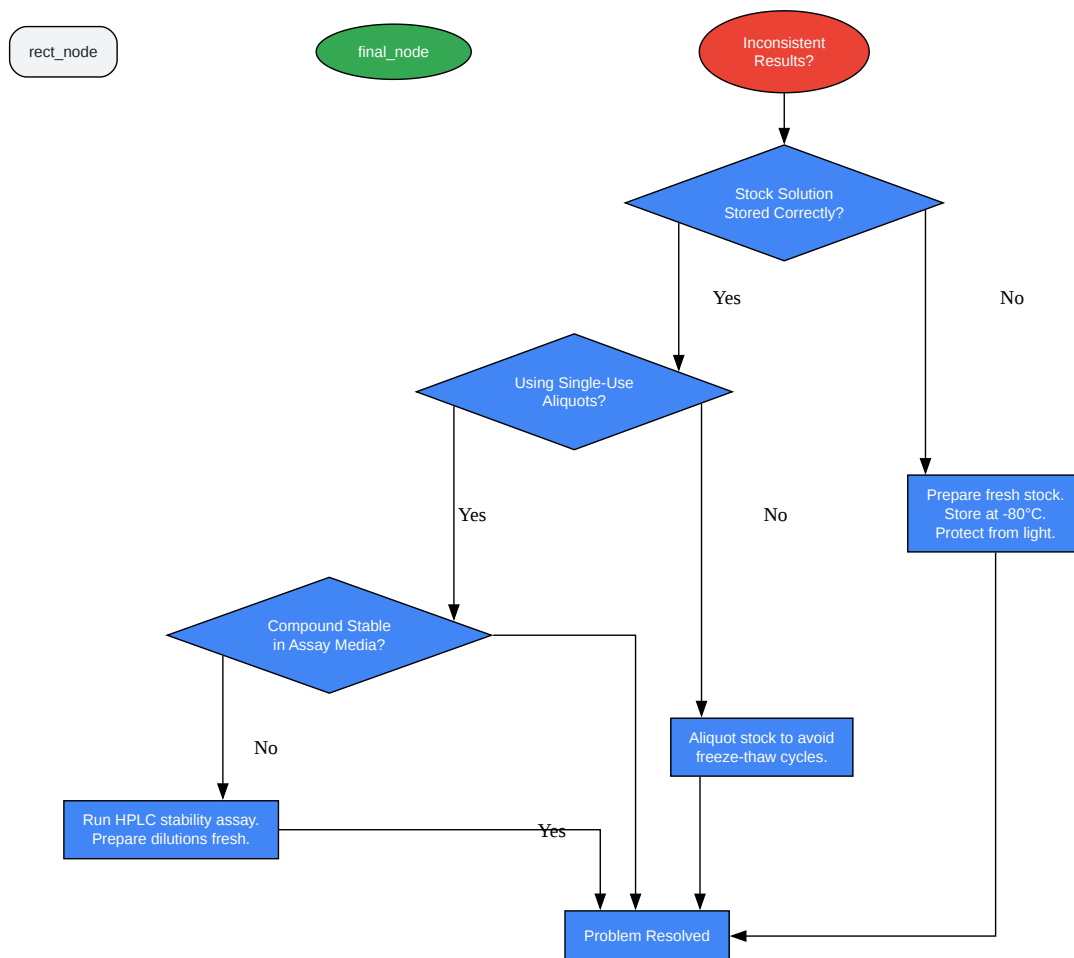 rect_node
final_node
Inconsistent
Results?
Stock Solution
Stored Correctly?
Yes
No
Using Single-Use
Aliquots?
Yes
No
Prepare fresh stock.
Store at -80°C.
Protect from light.
Compound Stable
in Assay Media?
No
Aliquot stock to avoid
freeze-thaw cycles.
Run HPLC stability assay.
Prepare dilutions fresh.
Yes
Problem Resolved